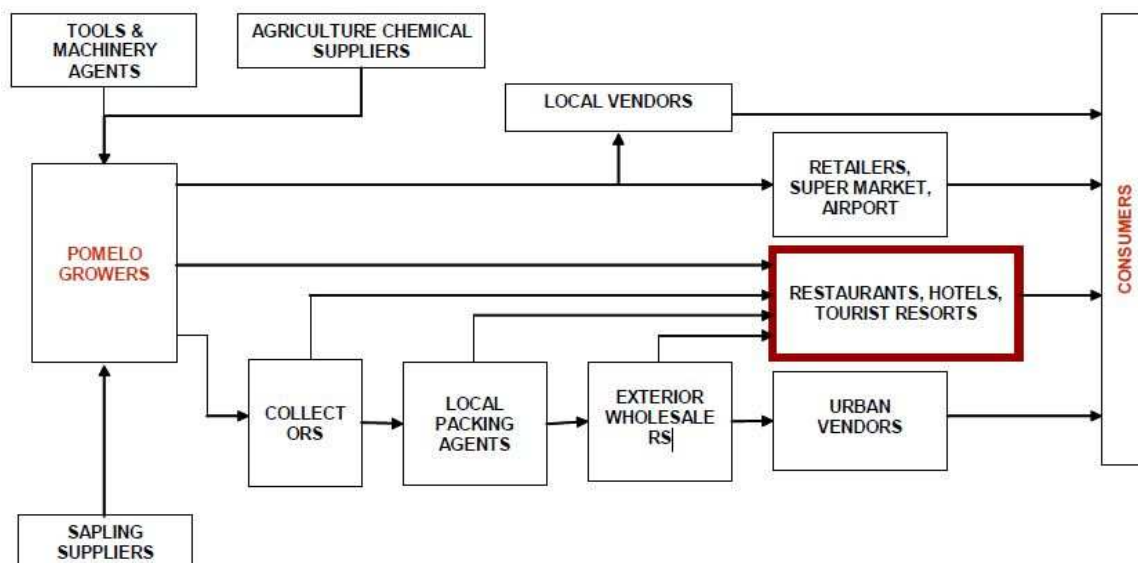 TOOLS &
MACHINERY
AGENTS
AGRICULTURE CHEMICAL
SUPPLIERS
LOCAL VENDORS
RETAILERS,
SUPER MARKET,
AIRPORT
CONSUMERS
POMELO
GROWERS
RESTAURANTS, HOTELS,
TOURIST RESORTS
COLLECT
ORS
LOCAL
PACKING
AGENTS
EXTERIOR
WHOLESALE
RS
URBAN
VENDORS
SAPLING
SUPPLIERS